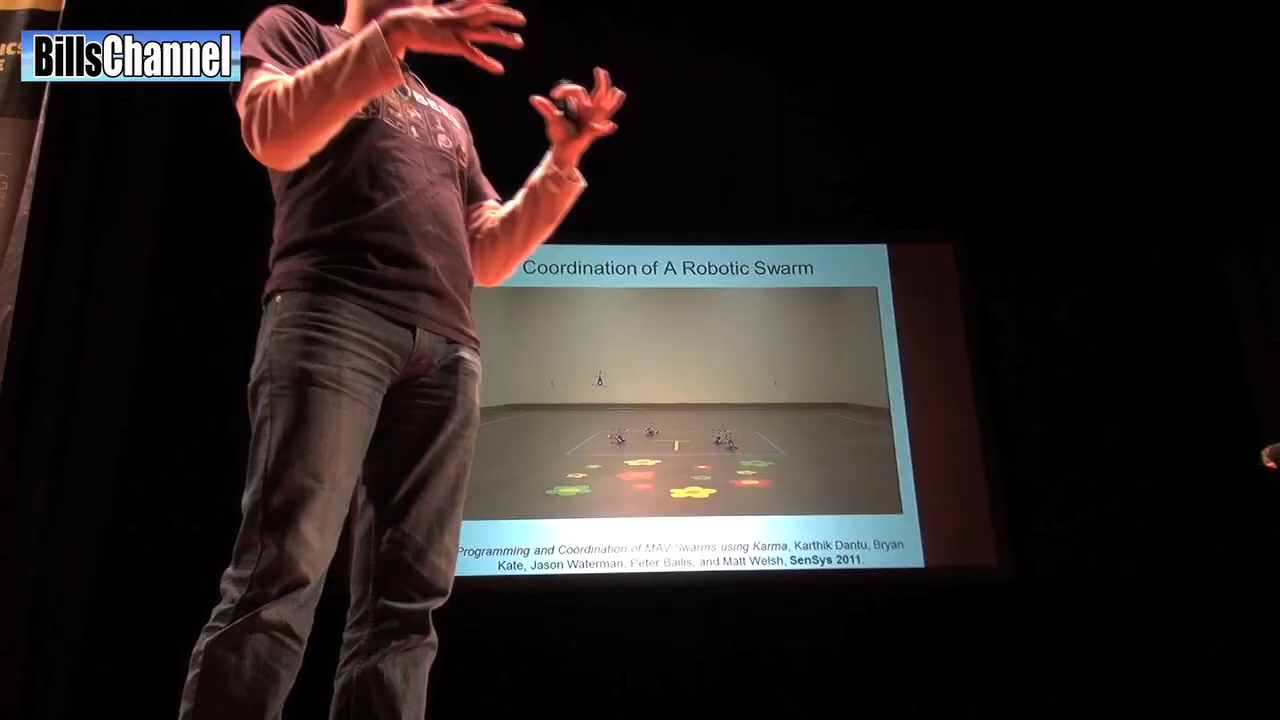 BillsChannel
Coordination of A Robotic Swarm
Programming and Coordination of MAV Swarms using Karma, Karthik Dantu, Bryan
Kate, Jason Waterman, Peter Bailis, and Matt Welsh, SenSys 2011.